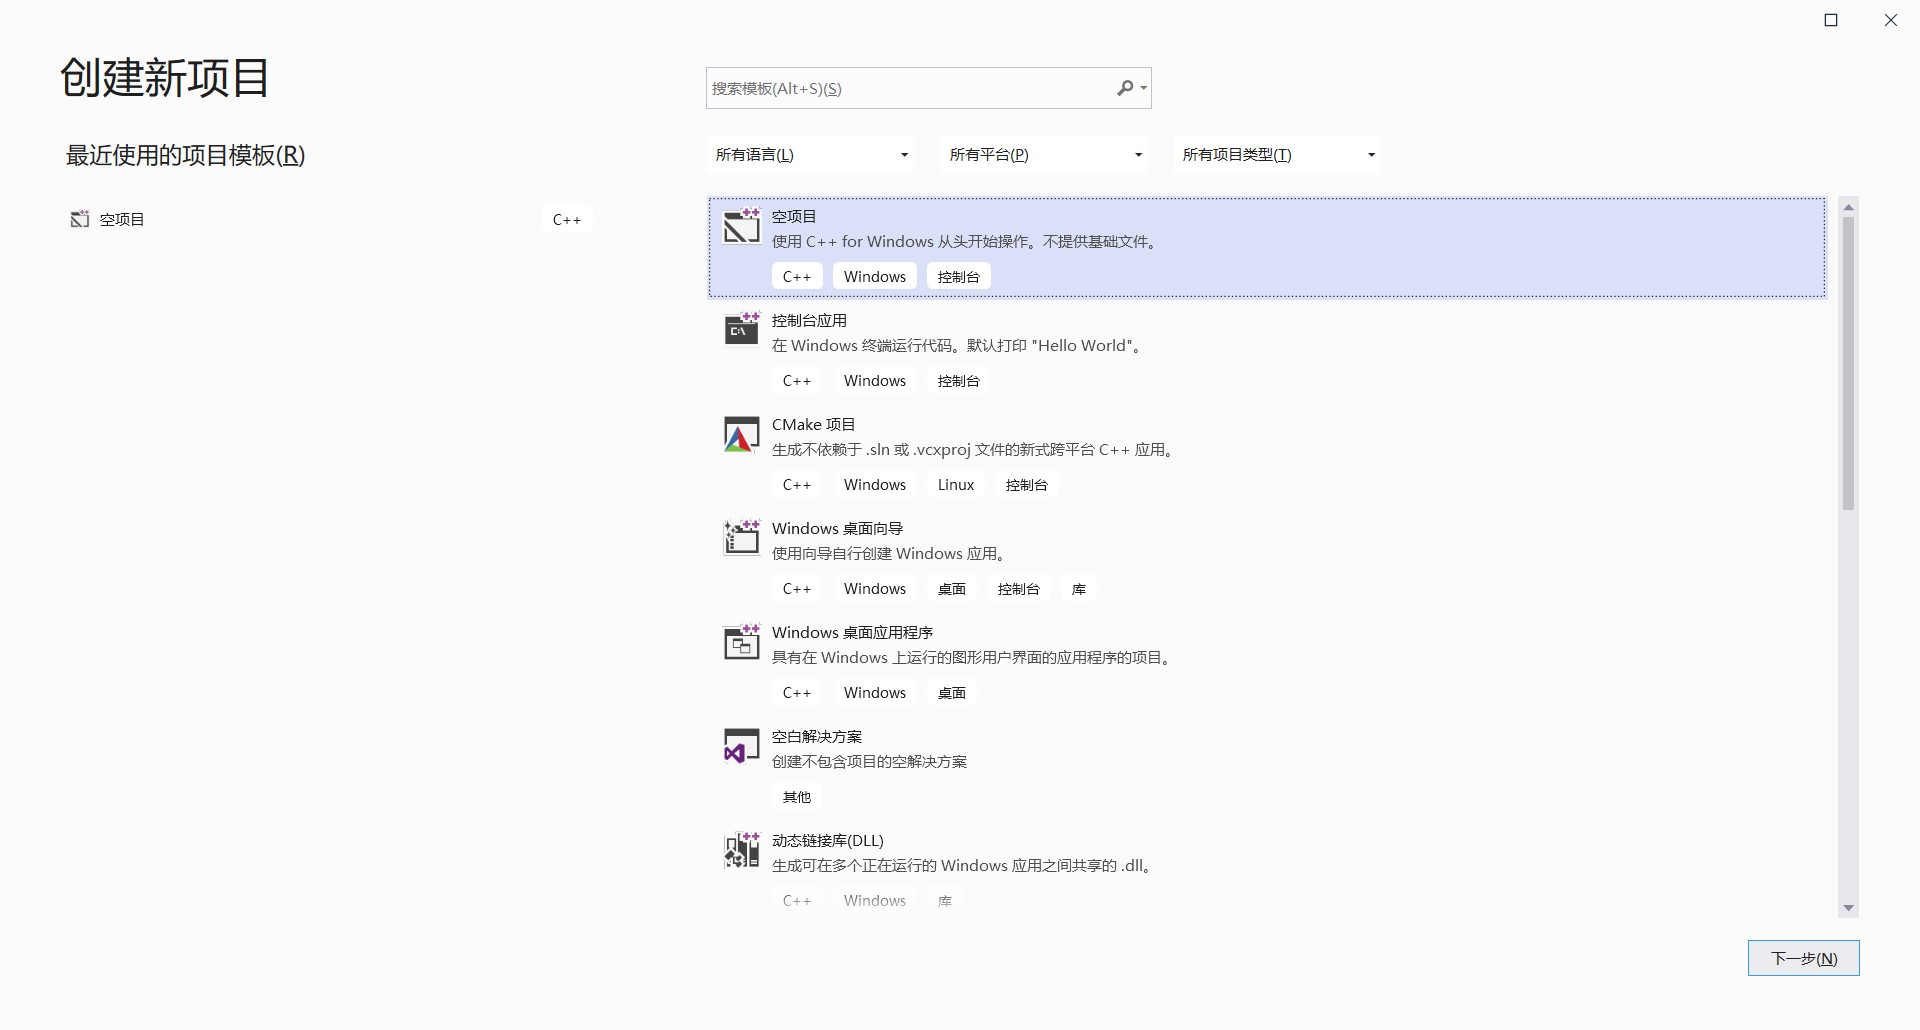 创建新项目
最近使用的项目模板(R)
空项目 C++
搜索模板(Alt+S)(S)
所有语言(L) 所有平台(P) 所有项目类型(T)
空项目
使用 C++ for Windows 从头开始操作。不提供基础文件。
C++ Windows 控制台
控制台应用
在 Windows 终端运行代码。默认打印 "Hello World"。
C++ Windows 控制台
CMake 项目
生成不依赖于 .sln 或 .vcxproj 文件的新式跨平台 C++ 应用。
C++ Windows Linux 控制台
Windows 桌面向导
使用向导自行创建 Windows 应用。
C++ Windows 桌面 控制台 库
Windows 桌面应用程序
具有在 Windows 上运行的图形用户界面的应用程序的项目。
C++ Windows 桌面
空白解决方案
创建不包含项目的空解决方案
其他
动态链接库(DLL)
生成可在多个正在运行的 Windows 应用之间共享的 .dll。
C++ Windows 库
下一步(N)